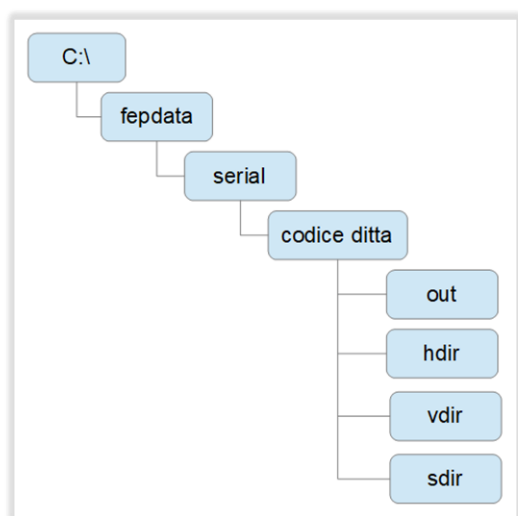 C:\
fepdata
serial
codice ditta
out
hdir
vdir
sdir